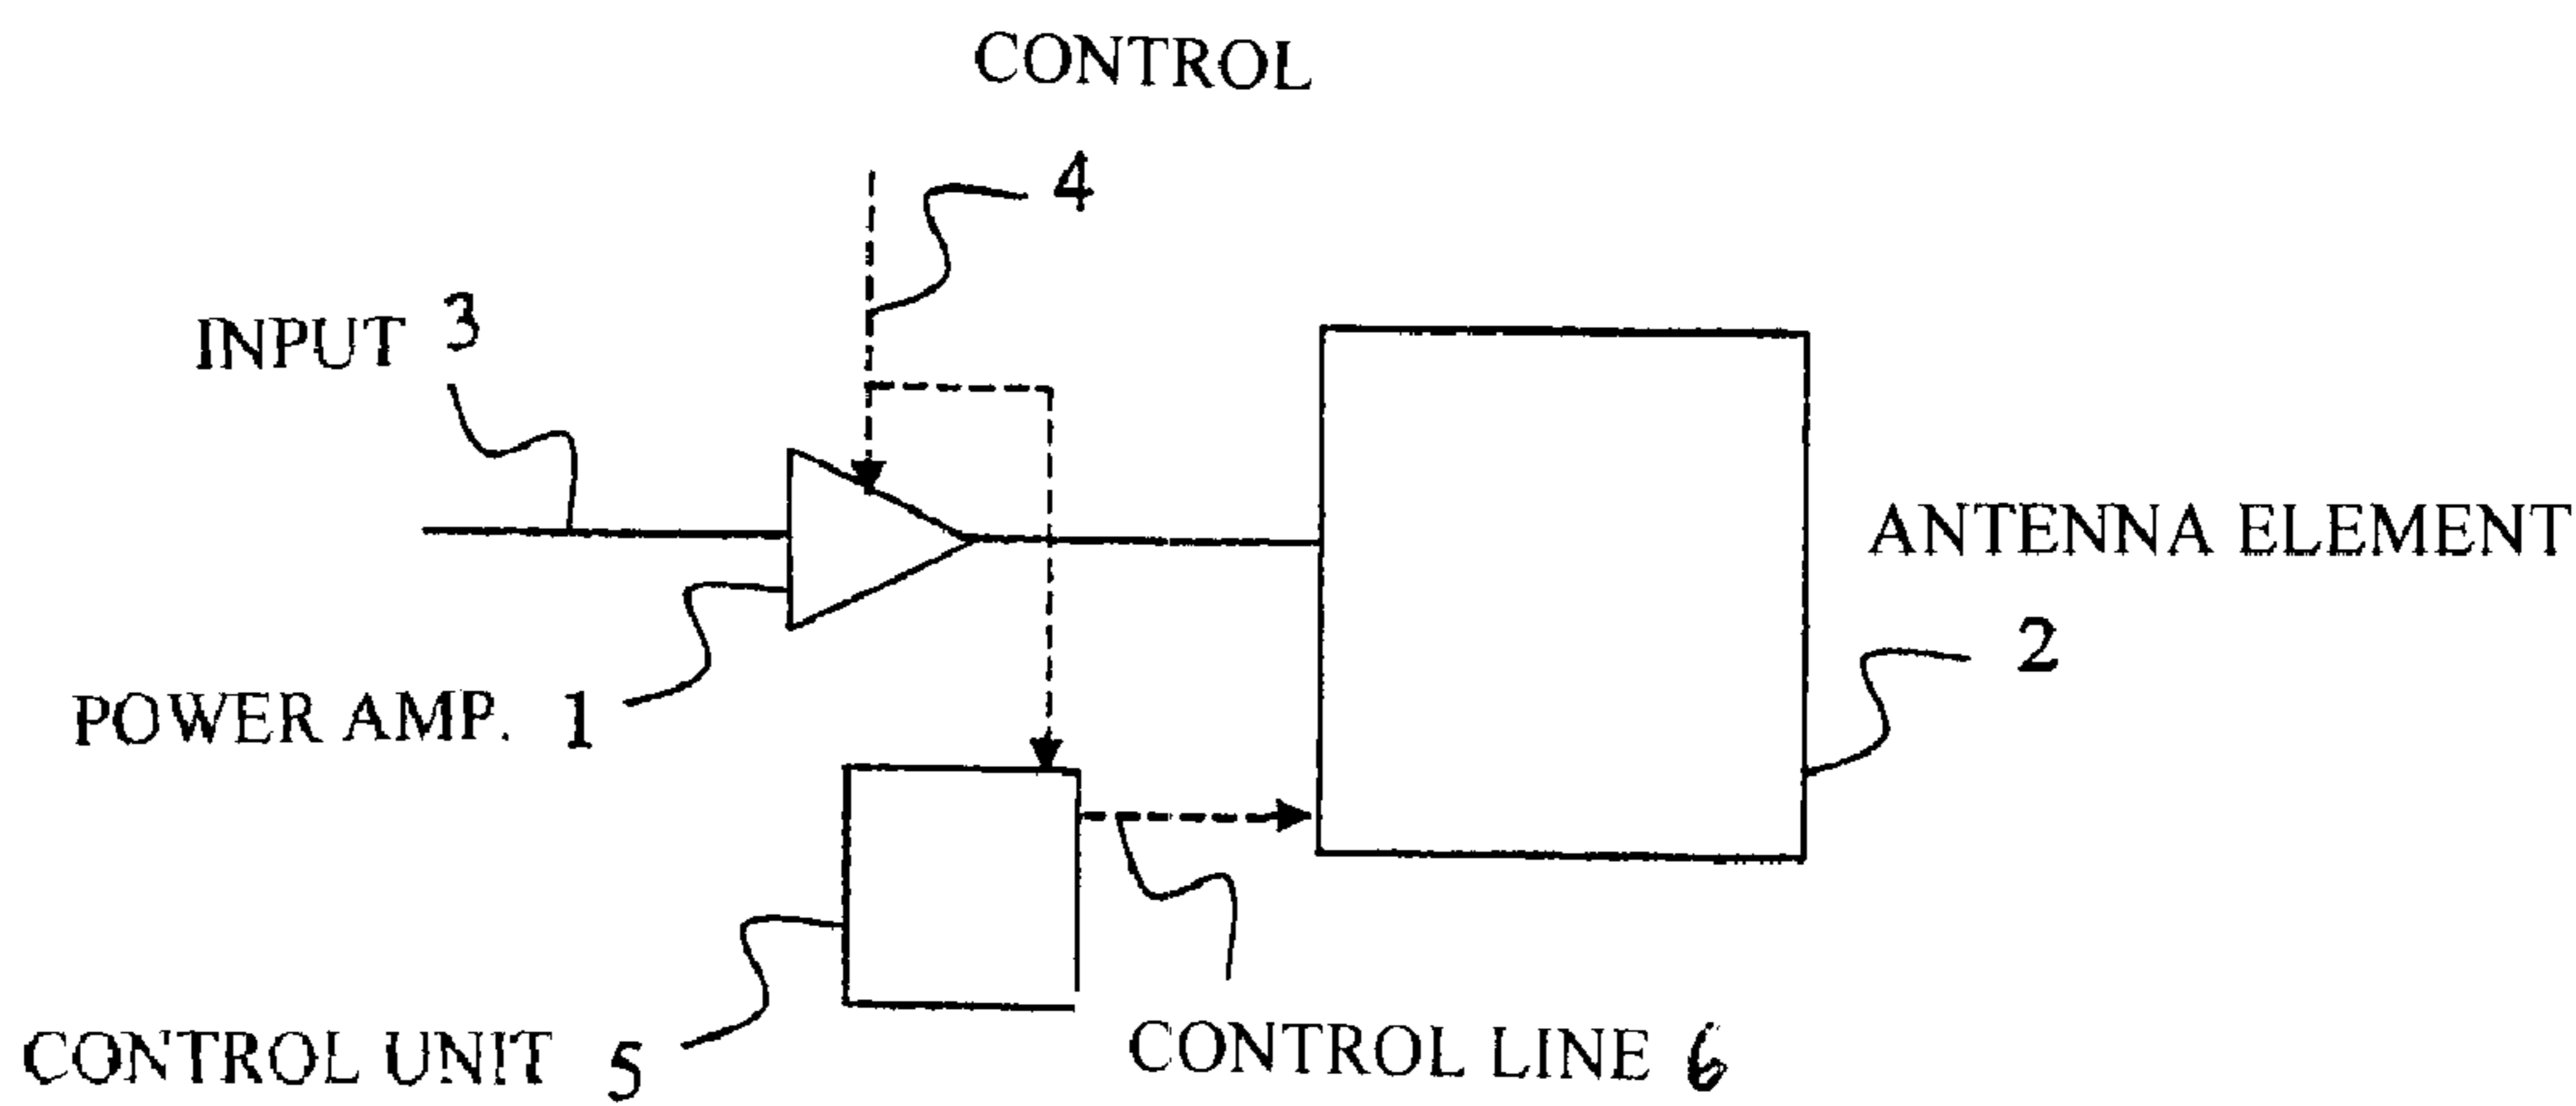 CONTROL
4
INPUT 3
ANTENNA ELEMENT
2
POWER AMP. 1
CONTROL UNIT 5
CONTROL LINE 6